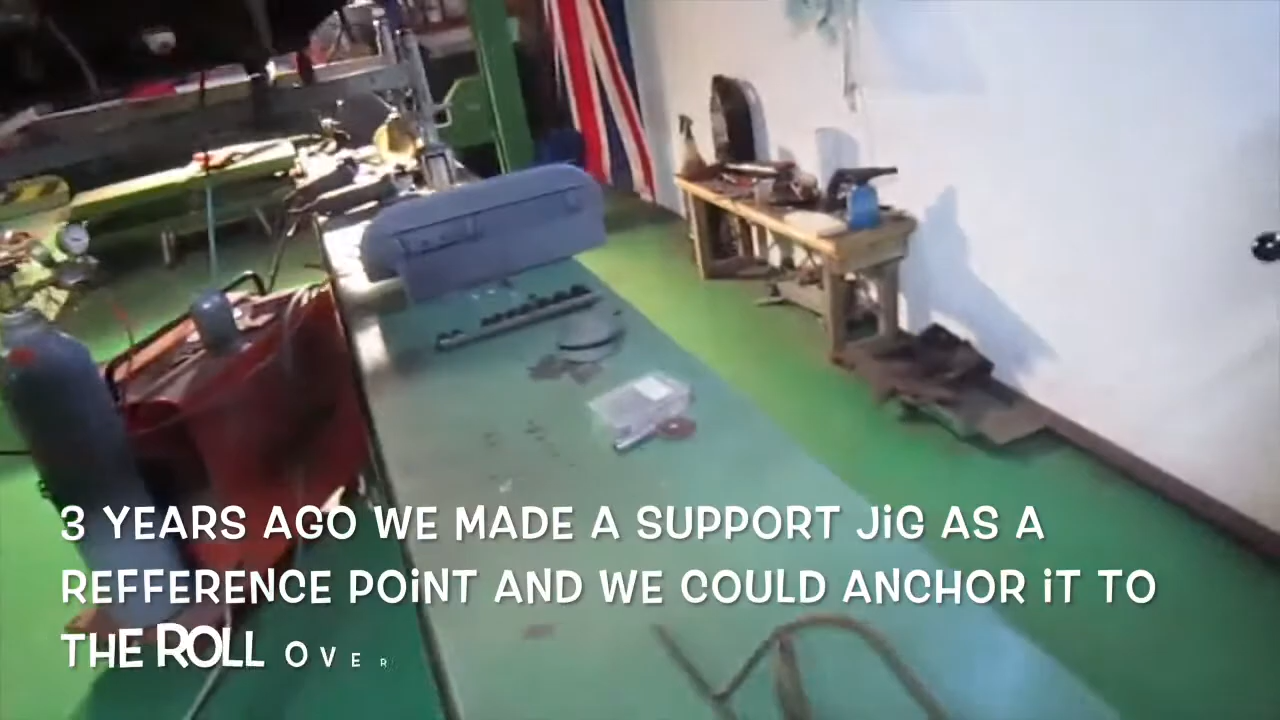 3 YEARS AGO WE MADE A SUPPORT JiG AS A
REFFERENCE POiNT AND WE COULD ANCHOR iT TO
THE ROLL OVER